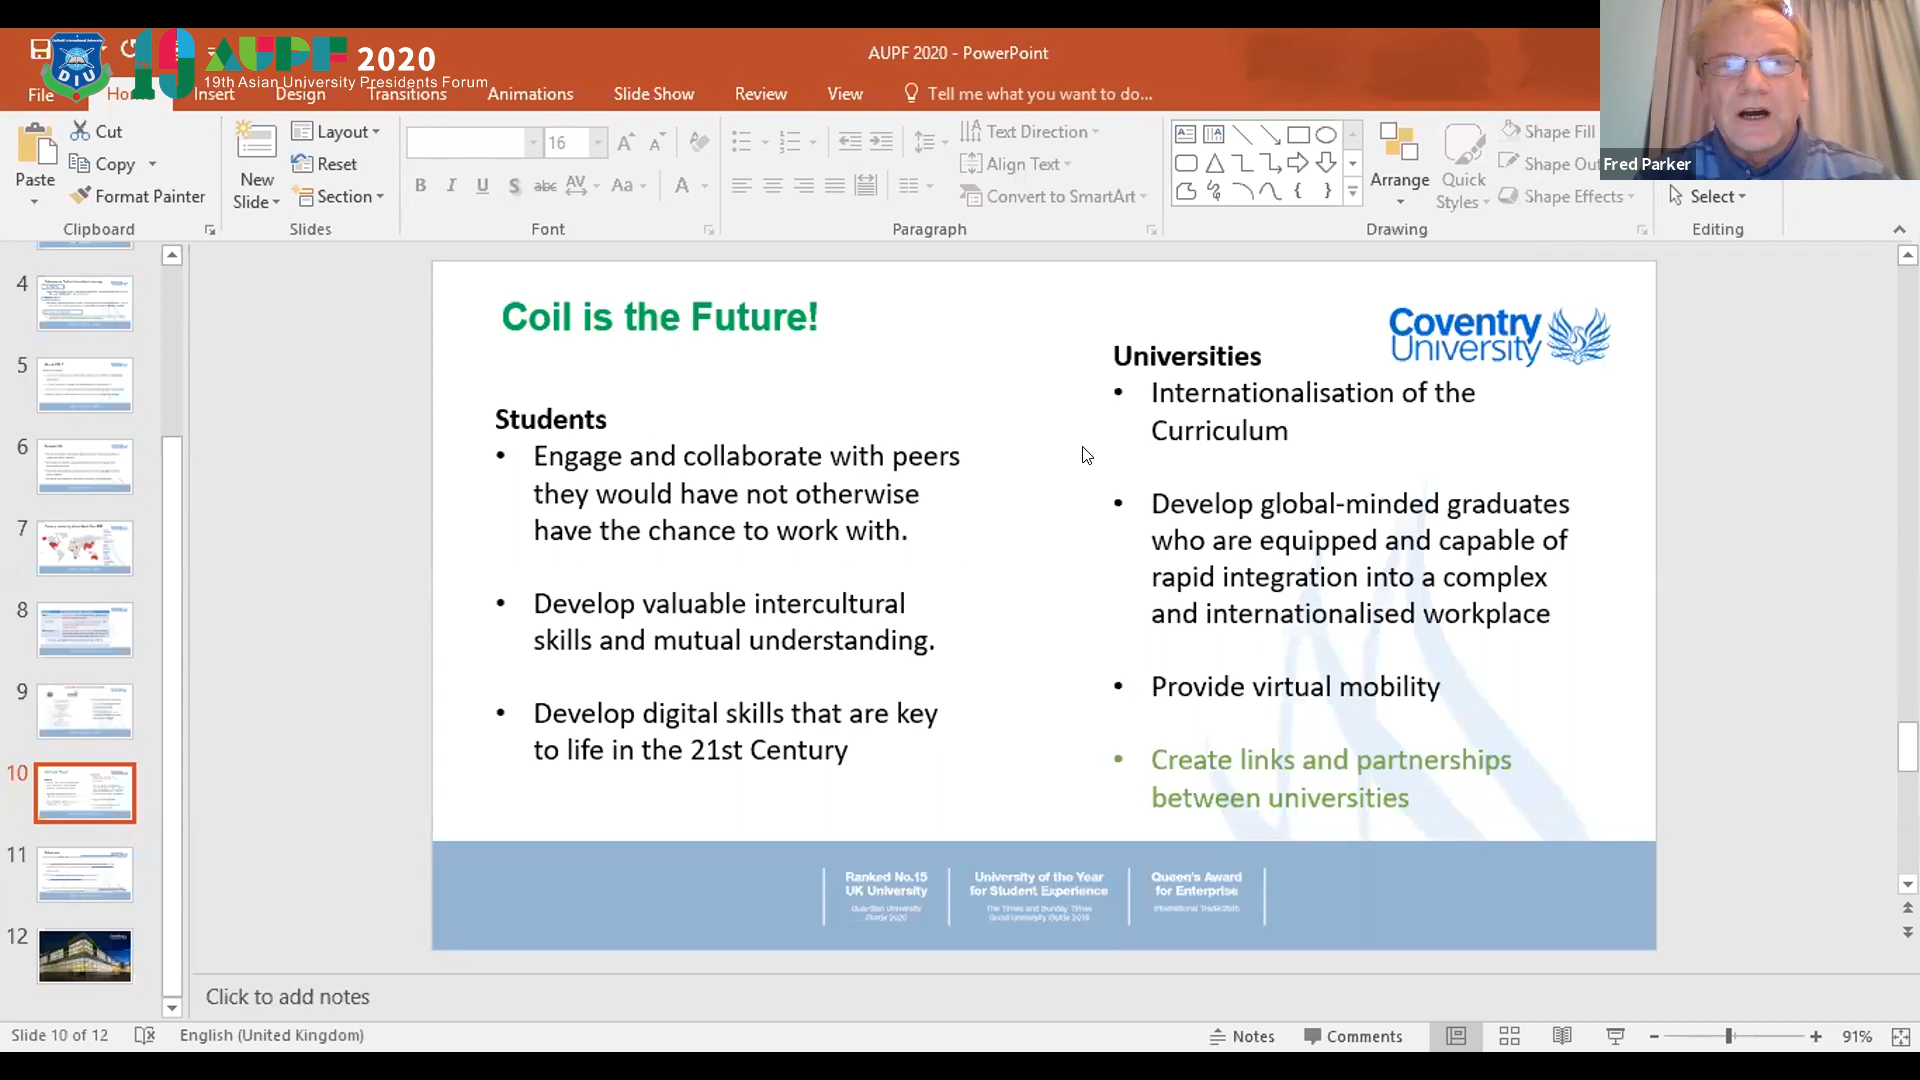 AUPF 2020 - PowerPoint
DIU
19 AUPF 2020
19th Asian University Presidents Forum
File
Home
Insert
Design
Transitions
Animations
Slide Show
Review
View
Tell me what you want to do...
Fred Parker
Paste
Cut
Copy
Format Painter
Clipboard
New
Slide
Layout
Reset
Section
Slides
16
B I U S abc AV Aa A
Font
Text Direction
Align Text
Convert to SmartArt
Paragraph
Arrange
Quick
Styles
Shape Fill
Shape Ou
Shape Effects
Drawing
Select
Editing
4
5
6
7
8
9
10
11
12
Coil is the Future!
Coventry
University
Students
• Engage and collaborate with peers
they would have not otherwise
have the chance to work with.
• Develop valuable intercultural
skills and mutual understanding.
• Develop digital skills that are key
to life in the 21st Century
Universities
• Internationalisation of the
Curriculum
• Develop global-minded graduates
who are equipped and capable of
rapid integration into a complex
and internationalised workplace
• Provide virtual mobility
• Create links and partnerships
between universities
Ranked No.15
UK University
Guardian University
Guide 2020
University of the Year
for Student Experience
The Times and Sunday Times
Good University Guide 2019
Queen's Award
for Enterprise
International Trade
Click to add notes
Slide 10 of 12
English (United Kingdom)
Notes
Comments
91%